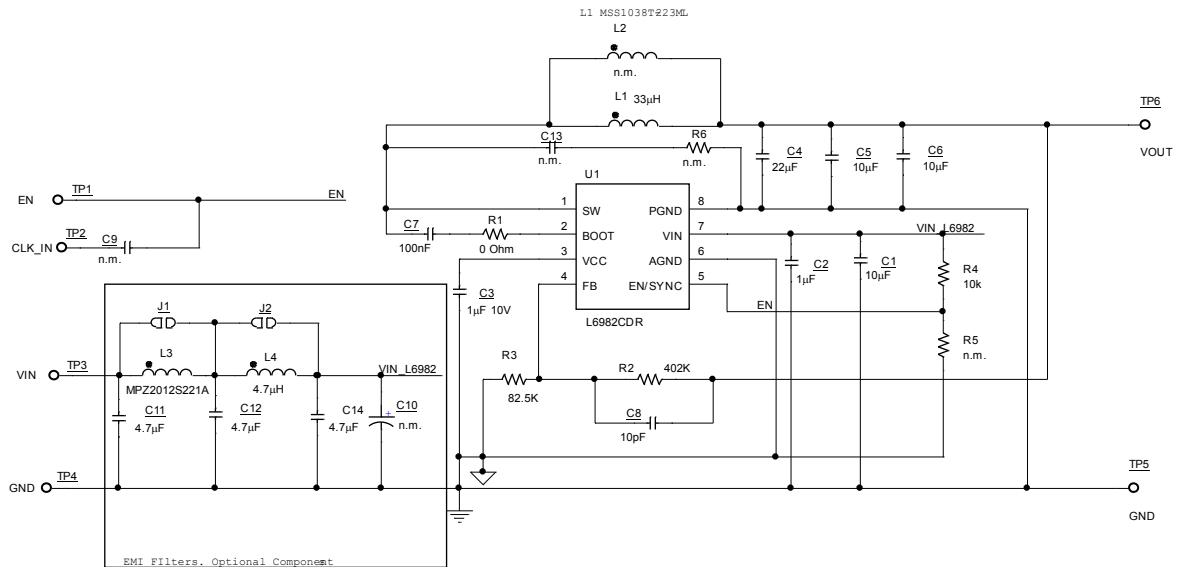 L1 MSS1038T-223ML
L2
n.m.
L1 33µH
TP6
VOUT
C13
n.m.
R6
n.m.
C4
22µF
C5
10µF
C6
10µF
U1
EN
TP1
EN
CLK_IN
TP2
C9
n.m.
1 SW
2 BOOT
3 VCC
4 FB
PGND 8
VIN 7
AGND 6
EN/SYNC 5
L6982CDR
C7
100nF
R1
0 Ohm
VIN_L6982
C3
1µF 10V
C2
1µF
C1
10µF
R4
10k
EN
R5
n.m.
J1
J2
L3
MPZ2012S221A
L4
4.7µH
VIN
TP3
VIN_L6982
C11
4.7µF
C12
4.7µF
C14
4.7µF
C10
+
n.m.
R3
82.5K
R2 402K
C8
10pF
GND
TP4
TP5
GND
EMI FIlters. Optional Component